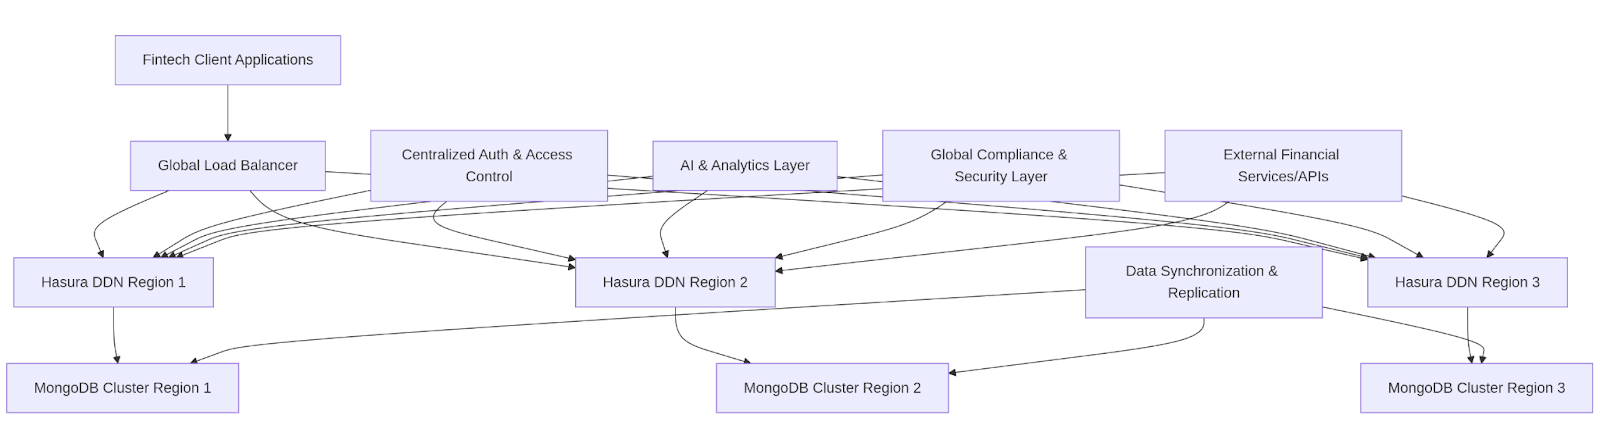 Fintech Client Applications
Global Load Balancer
Centralized Auth & Access
Control
AI & Analytics Layer
Global Compliance &
Security Layer
External Financial
Services/APIs
Hasura DDN Region 1
Hasura DDN Region 2
Data Synchronization &
Replication
Hasura DDN Region 3
MongoDB Cluster Region 1
MongoDB Cluster Region 2
MongoDB Cluster Region 3